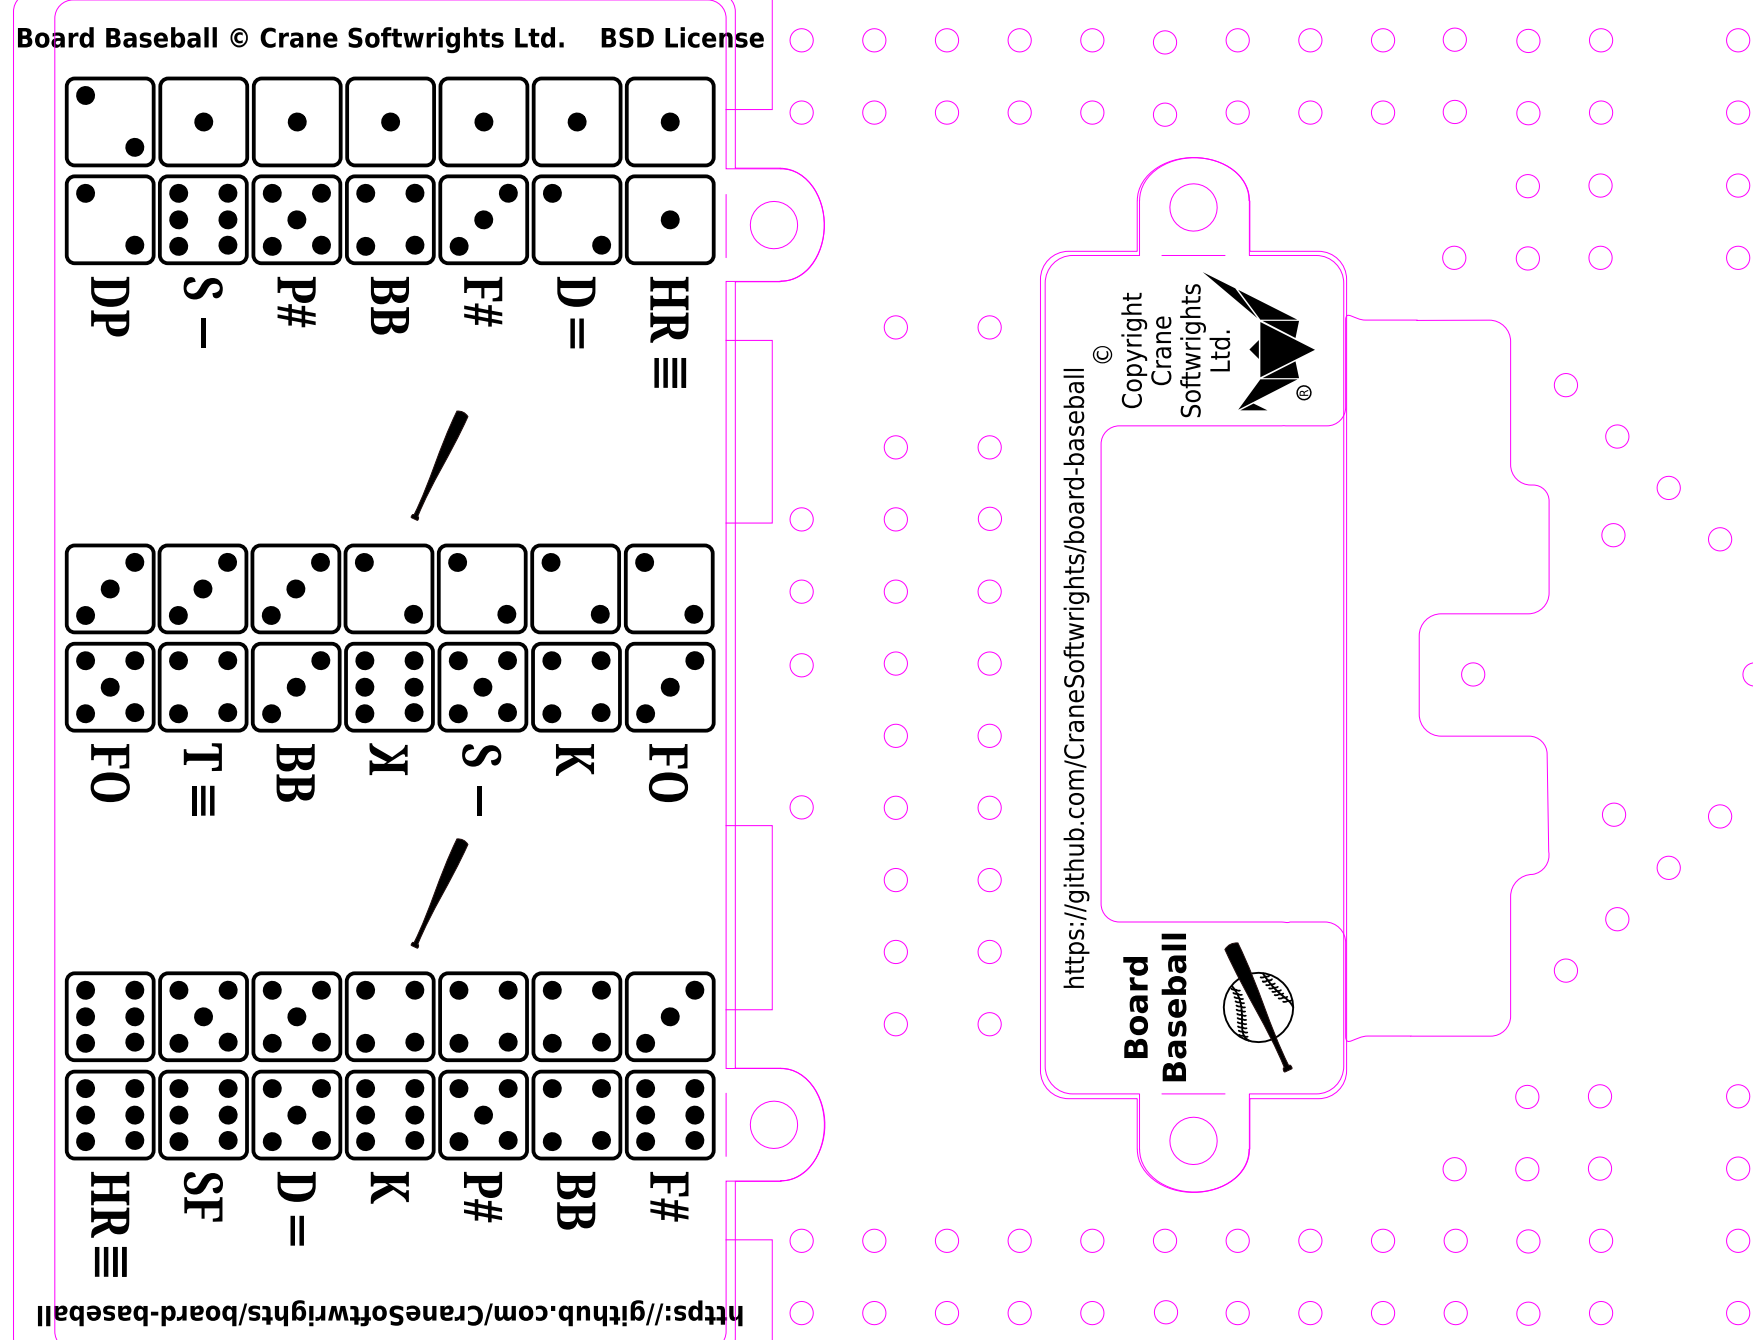 Board Baseball © Crane Softwrights Ltd. BSD License
HR ≣
D =
F#
BB
P#
S –
DP
FO
K
S –
ꓘ
BB
T ≡
FO
F#
BB
P#
K
D =
SF
HR ≣
https://github.com/CraneSoftwrights/board-baseball
https://github.com/CraneSoftwrights/board-baseball
©
Copyright
Crane
Softwrights
Ltd.
®
Board
Baseball